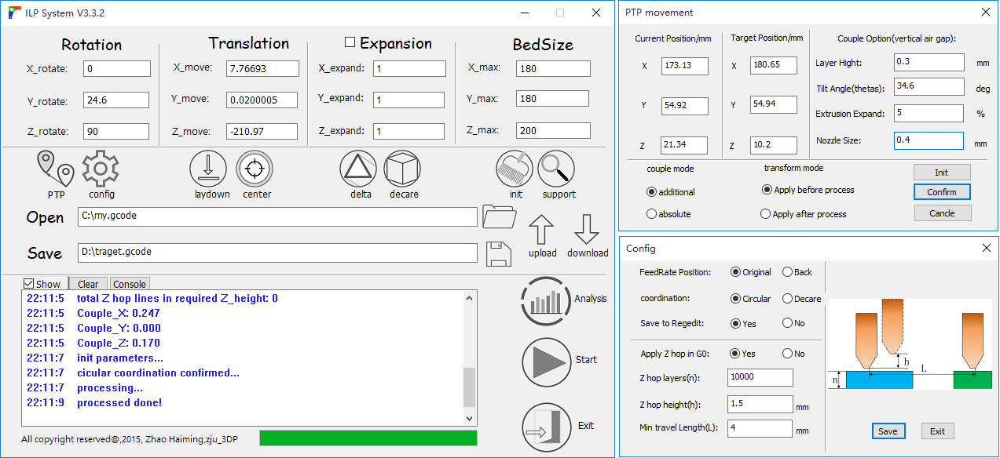 ILP System V3.3.2
Rotation Translation Expansion BedSize
X_rotate: 0 X_move: 7.76693 X_expand: 1 X_max: 180
Y_rotate: 24.6 Y_move: 0.0200005 Y_expand: 1 Y_max: 180
Z_rotate: 90 Z_move: -210.97 Z_expand: 1 Z_max: 200
PTP config laydown center delta decare init support
Open C:\my.gcode
Save D:\traget.gcode
upload download
Show Clear Console
22:11:5 total Z hop lines in required Z_height: 0
22:11:5 Couple_X: 0.247
22:11:5 Couple_Y: 0.000
22:11:5 Couple_Z: 0.170
22:11:7 init parameters...
22:11:7 cicular coordination confirmed...
22:11:7 processing...
22:11:9 processed done!
Analysis
Start
Exit
All copyright reserved@,2015, Zhao Haiming,zju_3DP
PTP movement
Current Position/mm Target Position/mm Couple Option(vertical air gap):
X 173.13 X 180.65 Layer Hight: 0.3 mm
Tilt Angle(thetas): 34.6 deg
Y 54.92 Y 54.94 Extrusion Expand: 5 %
Z 21.34 Z 10.2 Nozzle Size: 0.4 mm
couple mode transform mode Init
additional Apply before process Confirm
absolute Apply after process Cancle
Config
FeedRate Position: Original Back
coordination: Circular Decare
Save to Regedit: Yes No
Apply Z hop in G0: Yes No
Z hop layers(n): 10000
Z hop height(h): 1.5 mm
Min travel Length(L): 4 mm
h
L
n
Save Exit